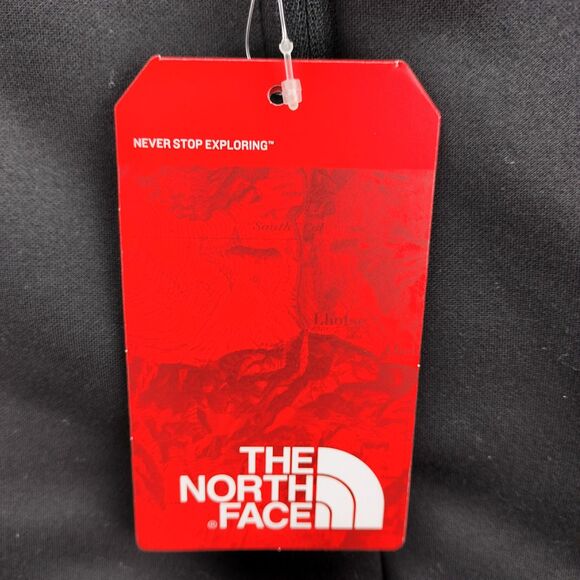 NEVER STOP EXPLORING™
South Col
Lhotse
THE
NORTH
® FACE